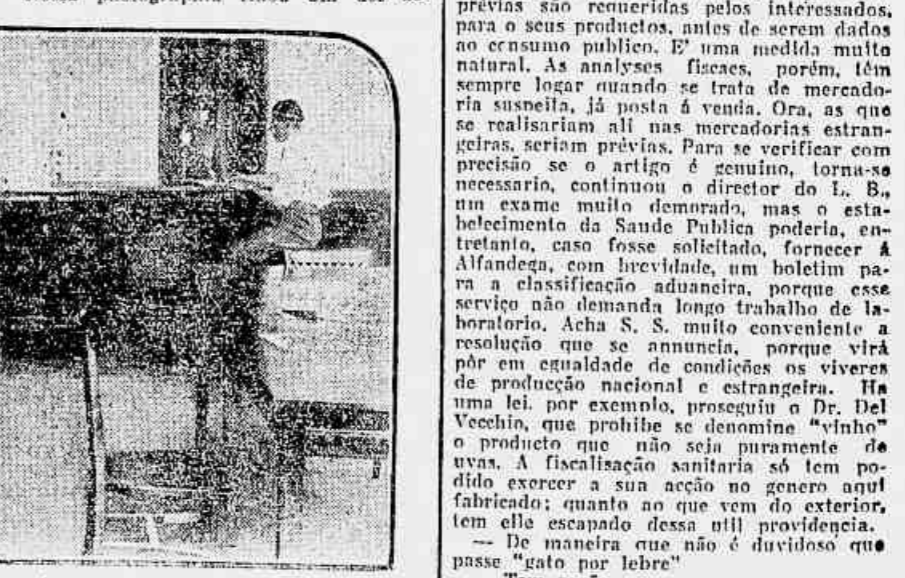 prévias são requeridas pelos interessados,
para o seus productos, antes de serem dados
ao consumo publico. E' uma medida muito
natural. As analyses fiscaes, porém, têm
sempre logar quando se trata de mercado-
ria suspeita, já posta á venda. Ora, as que
se realisariam ali nas mercadorias estran-
geiras, seriam prévias. Para se verificar com
precisão se o artigo é genuino, torna-se
necessario, continuou o director do L. B.,
um exame muito demorado, mas o esta-
belecimento da Saude Publica poderia, en-
tretanto, caso fosse solicitado, fornecer á
Alfandega, com brevidade, um boletim pa-
ra a classificação aduaneira, porque esse
serviço não demanda longo trabalho de la-
boratorio. Acha S. S. muito conveniente a
resolução que se annuncia, porque virá
pôr em egualdade de condições os viveres
de producção nacional e estrangeira. Ha
uma lei, por exemplo, proseguiu o Dr. Del
Vecchio, que prohibe se denomine "vinho"
o producto que não seja puramente de
uvas. A fiscalisação sanitaria só tem po-
dido exercer a sua acção no genero aqui
fabricado; quanto ao que vem do exterior,
tem elle escapado dessa util providencia.
— De maneira que não é duvidoso que
passe "gato por lebre"